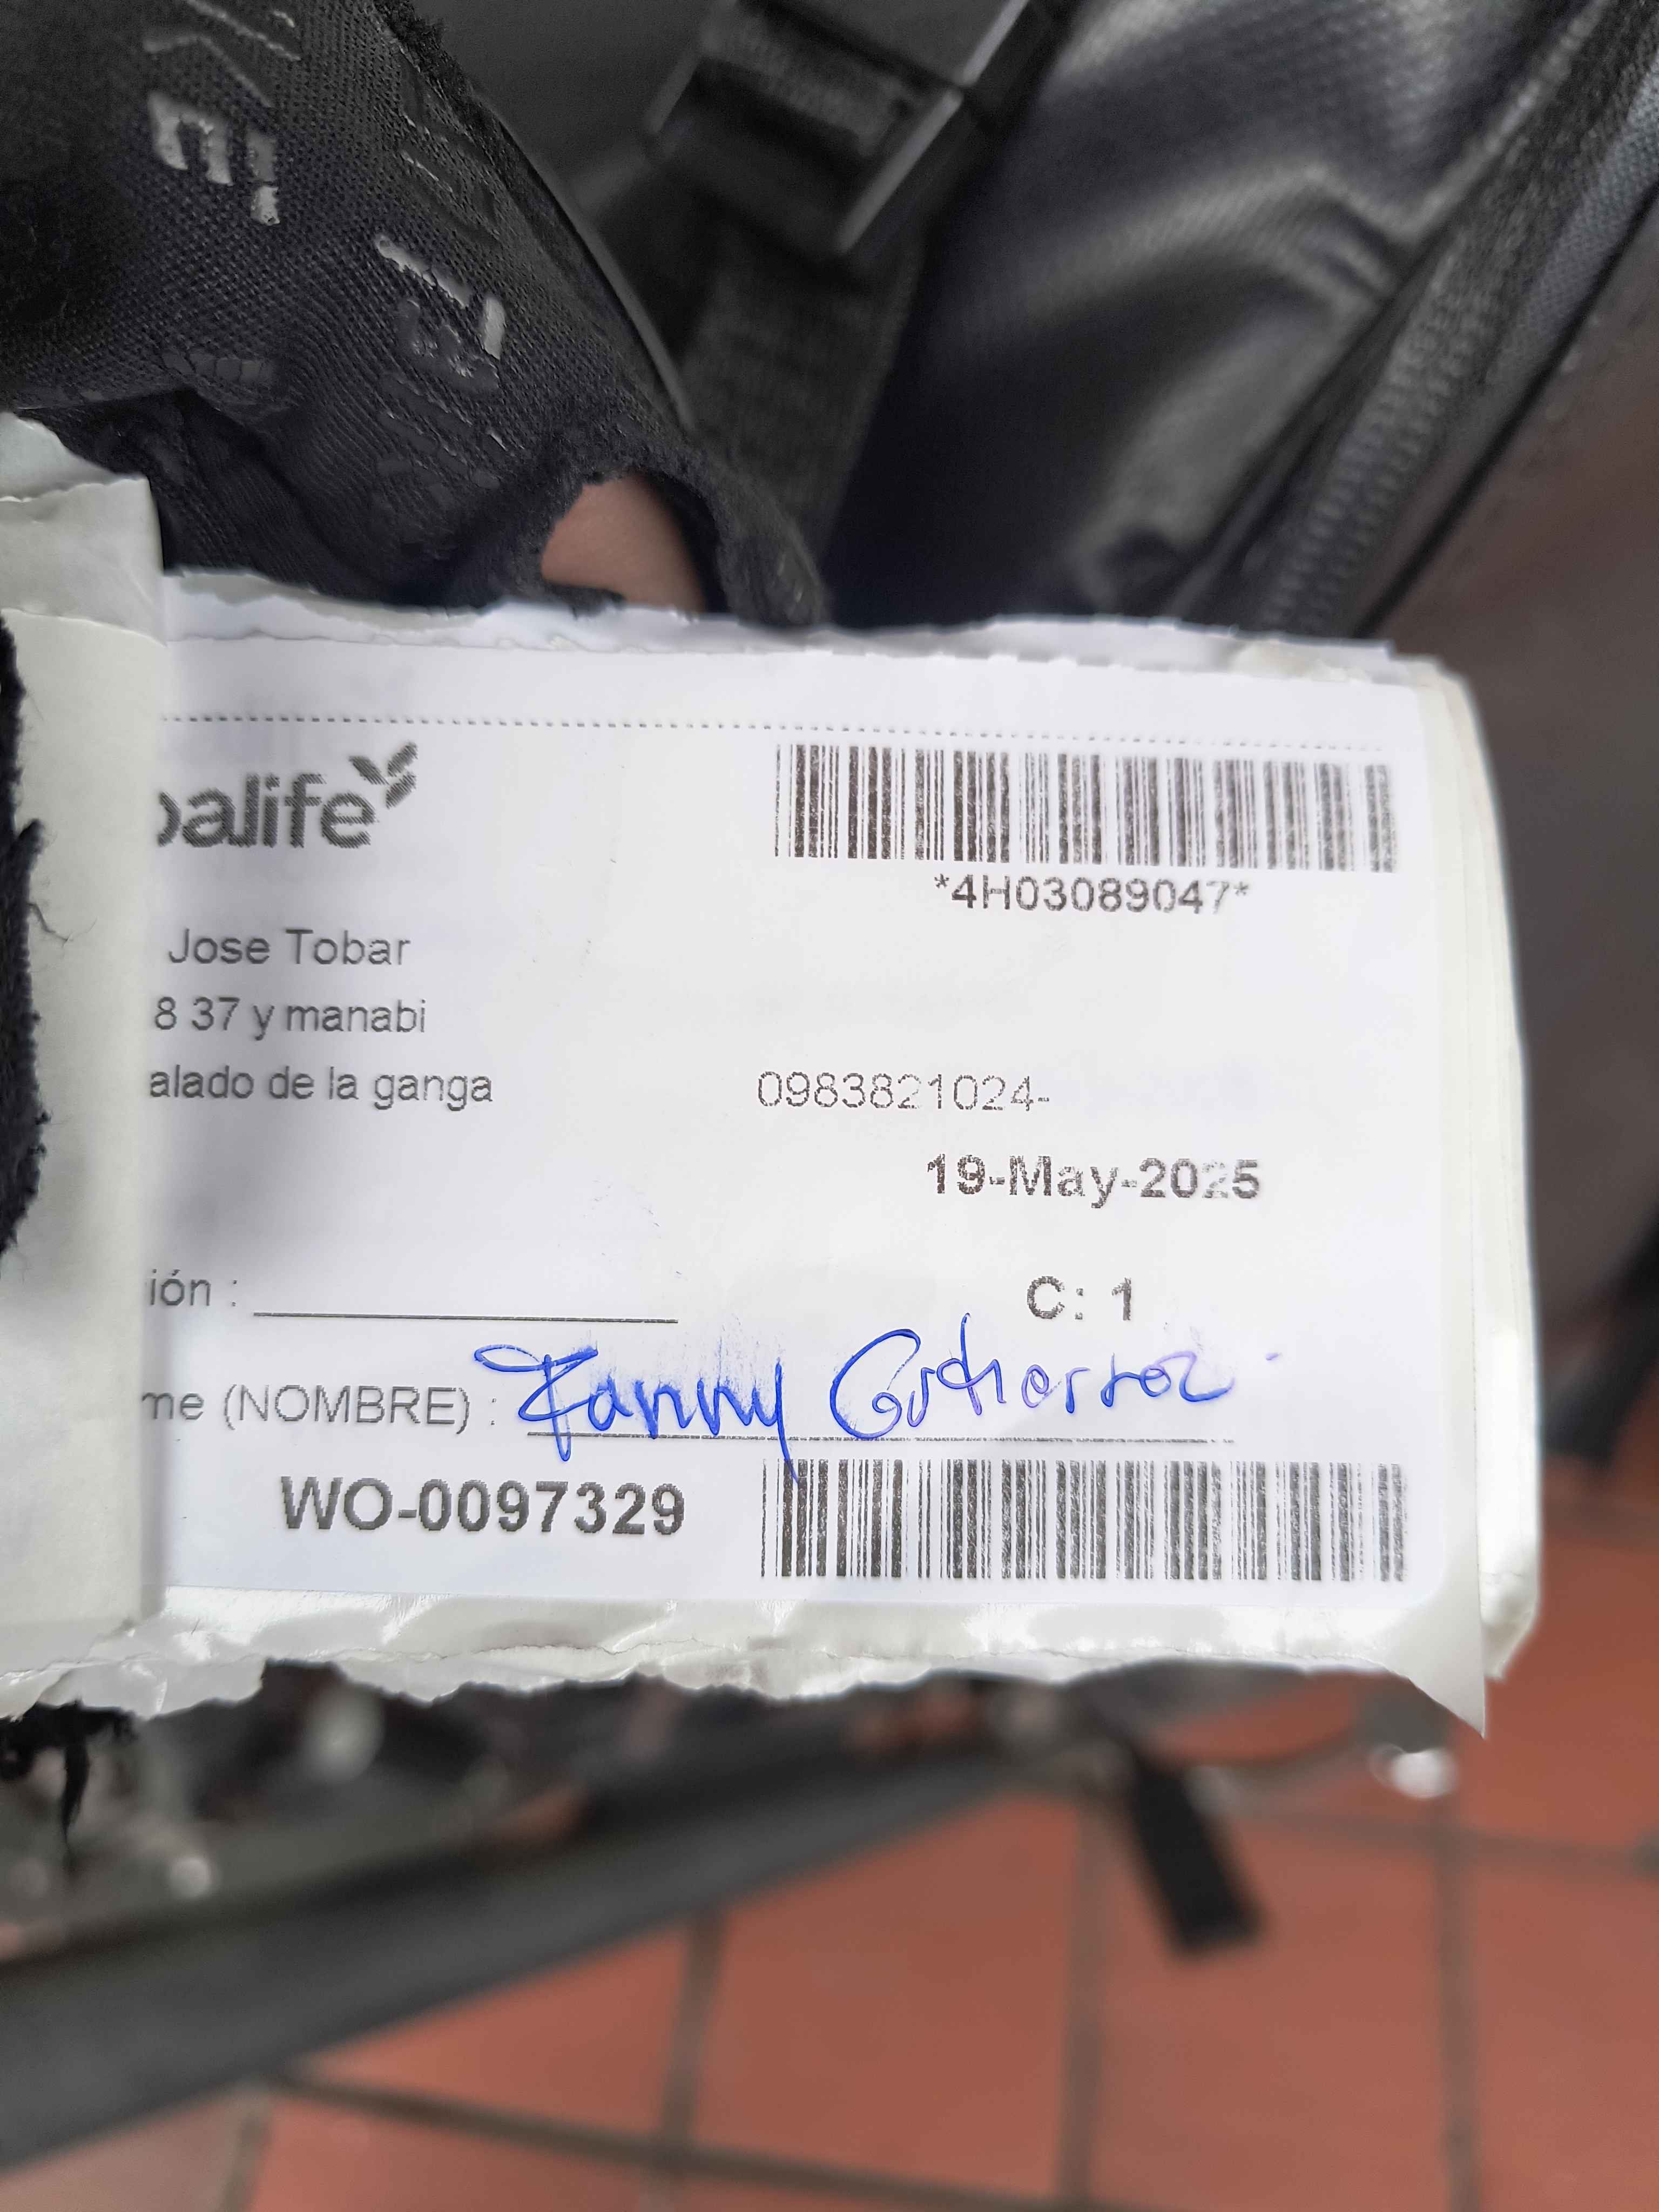 balife
*4H03089047*
Jose Tobar
8 37 y manabi
alado de la ganga
0983821024-
19-May-2025
ión :
C: 1
me (NOMBRE) : Fanny Gutierrez
WO-0097329